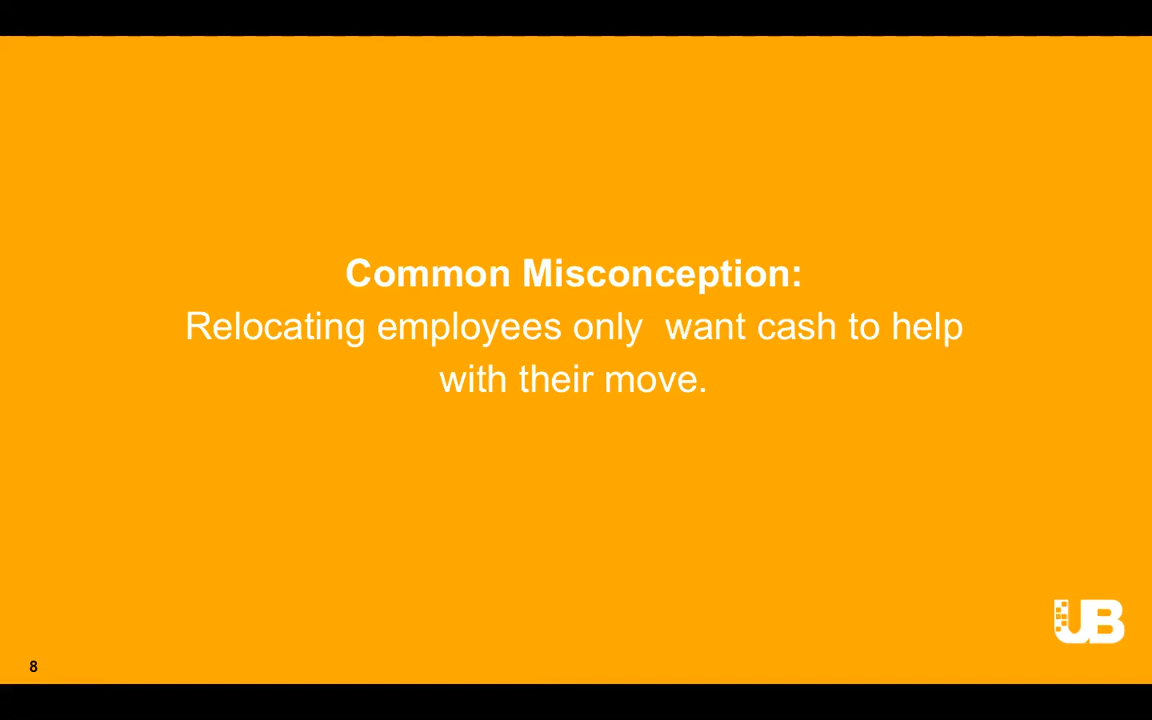 Common Misconception:
Relocating employees only  want cash to help
with their move.
UB
8